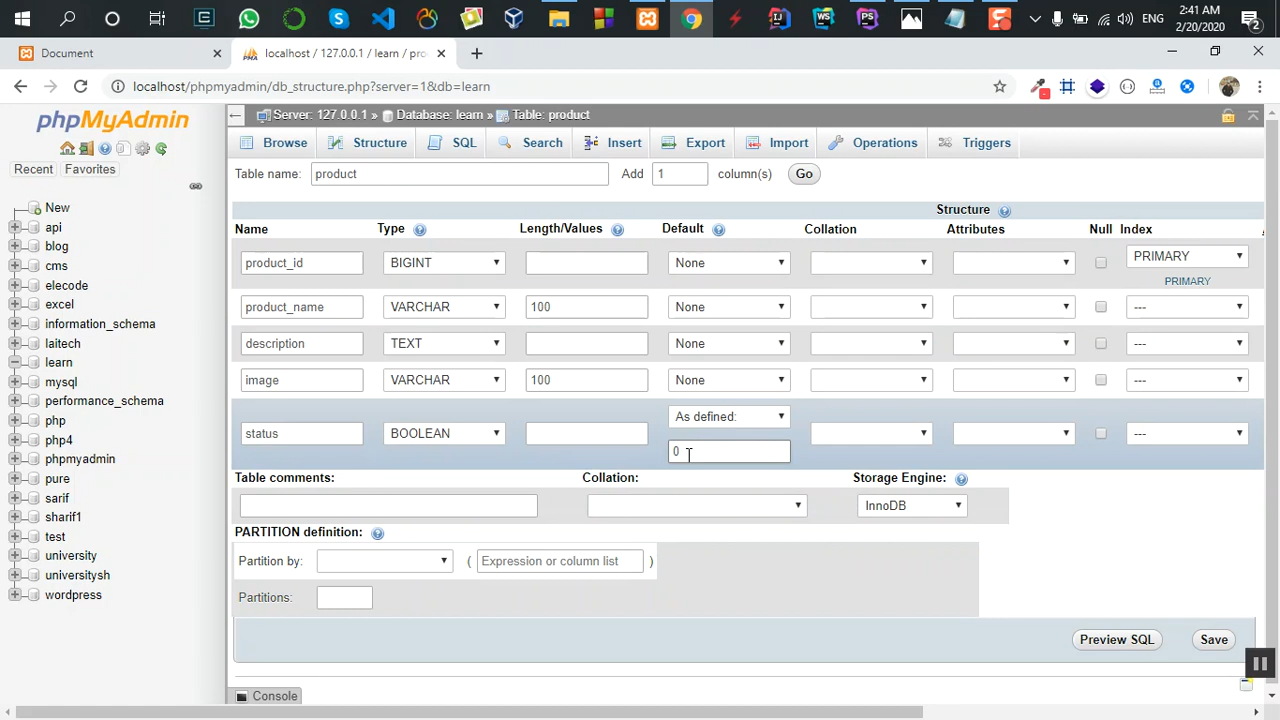 2:41 AM
ENG
2/20/2020
2
Document
localhost / 127.0.0.1 / learn / pro
localhost/phpmyadmin/db_structure.php?server=1&db=learn
phpMyAdmin
Recent
Favorites
New
api
blog
cms
elecode
excel
information_schema
laitech
learn
mysql
performance_schema
php
php4
phpmyadmin
pure
sarif
sharif1
test
university
universitysh
wordpress
Server: 127.0.0.1 » Database: learn » Table: product
Browse Structure SQL Search Insert Export Import Operations Triggers
Table name: product Add 1 column(s) Go
Structure
Name Type Length/Values Default Collation Attributes Null Index
product_id BIGINT None PRIMARY
PRIMARY
product_name VARCHAR 100 None ---
description TEXT None ---
image VARCHAR 100 None ---
As defined:
status BOOLEAN ---
0
Table comments: Collation: Storage Engine:
InnoDB
PARTITION definition:
Partition by: ( Expression or column list )
Partitions:
Preview SQL Save
Console